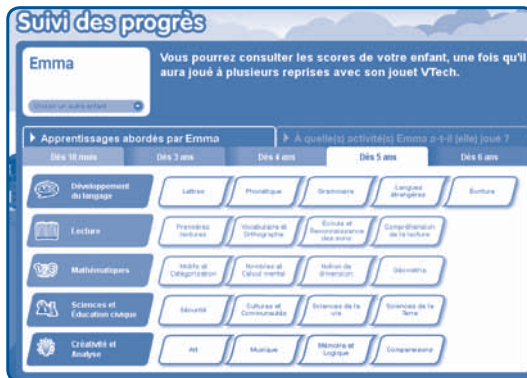 Suivi des progrès
Emma
Vous pourrez consulter les scores de votre enfant, une fois qu'il
aura joué à plusieurs reprises avec son jouet VTech.
Choisir un autre enfant
Apprentissages abordés par Emma
À quelle(s) activité(s) Emma a-t-il (elle) joué ?
Dès 18 mois
Dès 3 ans
Dès 4 ans
Dès 5 ans
Dès 6 ans
Développement
du langage
Lettres
Phonétique
Grammaire
Langues
étrangères
Écriture
Lecture
Premières
lectures
Vocabulaire et
Orthographe
Écoute et
Reconnaissance
des sons
Compréhension
de la lecture
Mathématiques
Motifs et
Catégorisation
Nombres et
Calcul mental
Notion de
dimension
Géométrie
Sciences et
Éducation civique
Sécurité
Cultures et
Communautés
Sciences de la
vie
Sciences de la
Terre
Créativité et
Analyse
Art
Musique
Mémoire et
Logique
Comparaisons